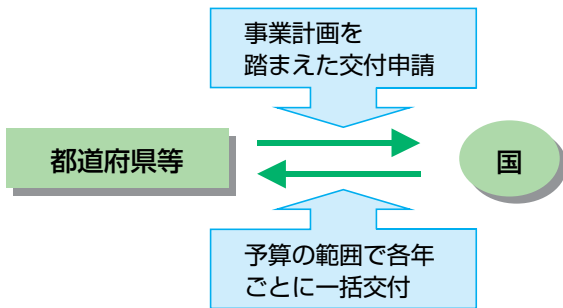 事業計画を
踏まえた交付申請
都道府県等
国
予算の範囲で各年
ごとに一括交付